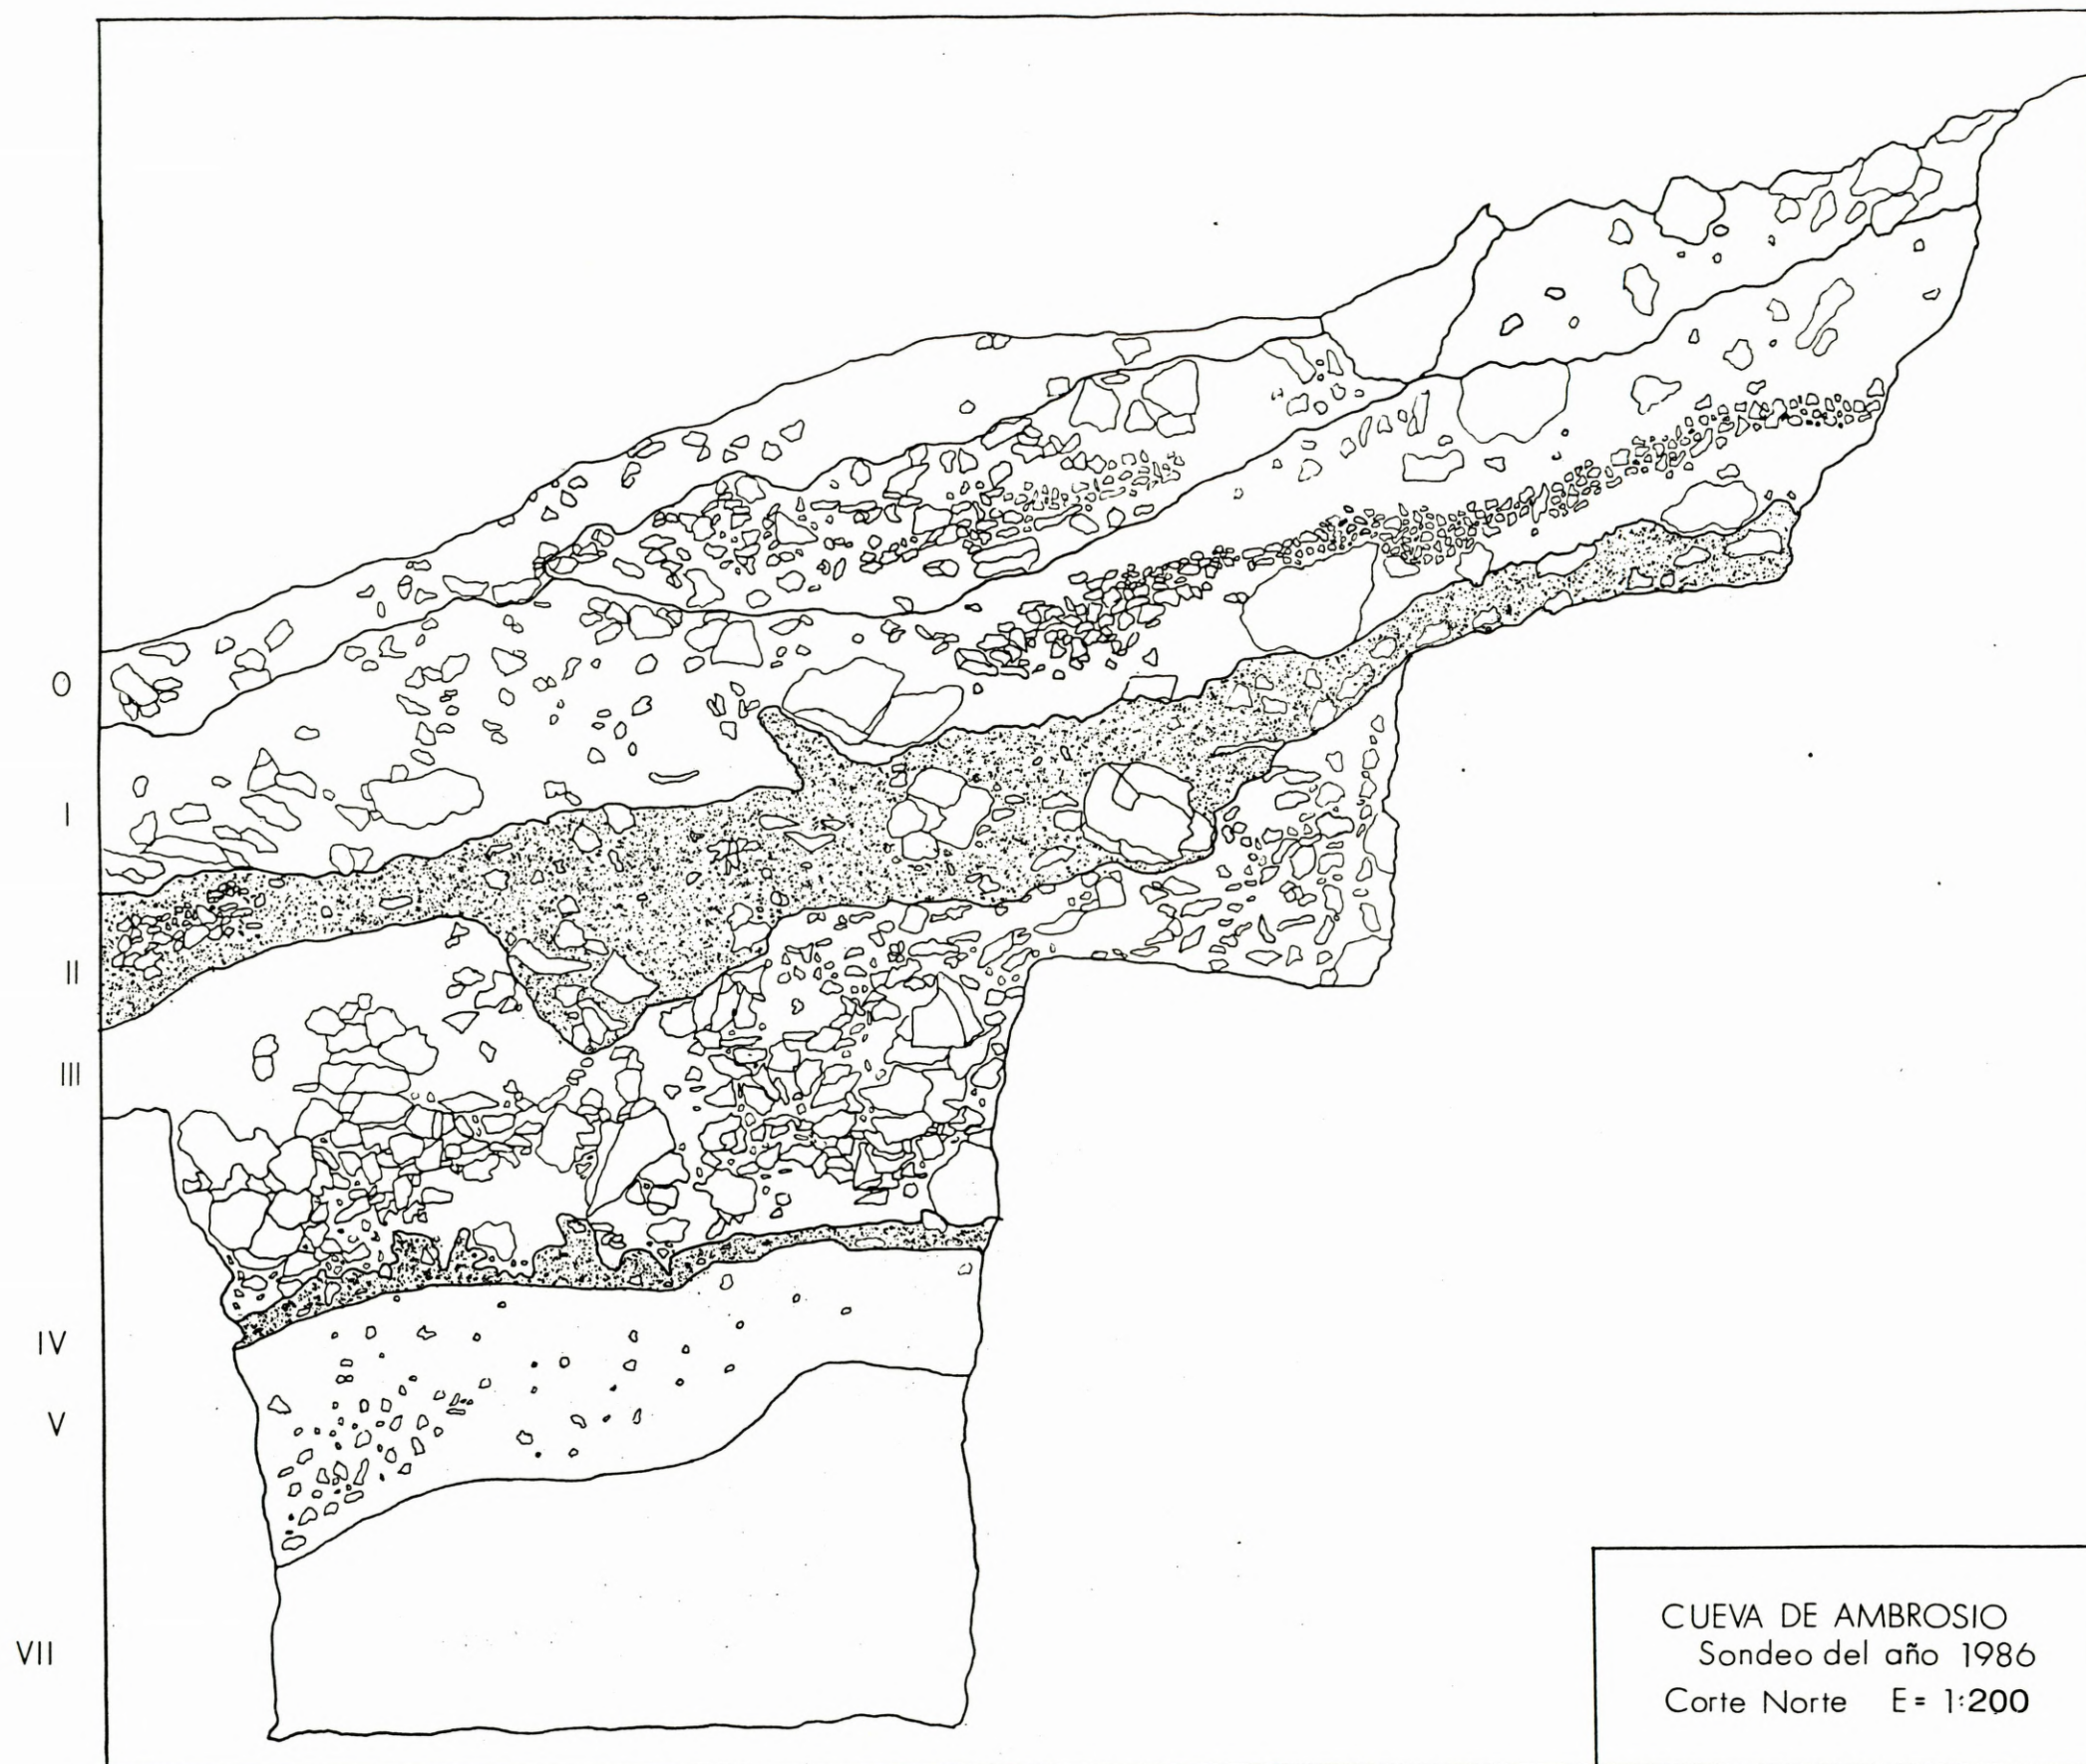 O
I
II
III
IV
V
VII
CUEVA DE AMBROSIO
Sondeo del año 1986
Corte Norte E= 1:200